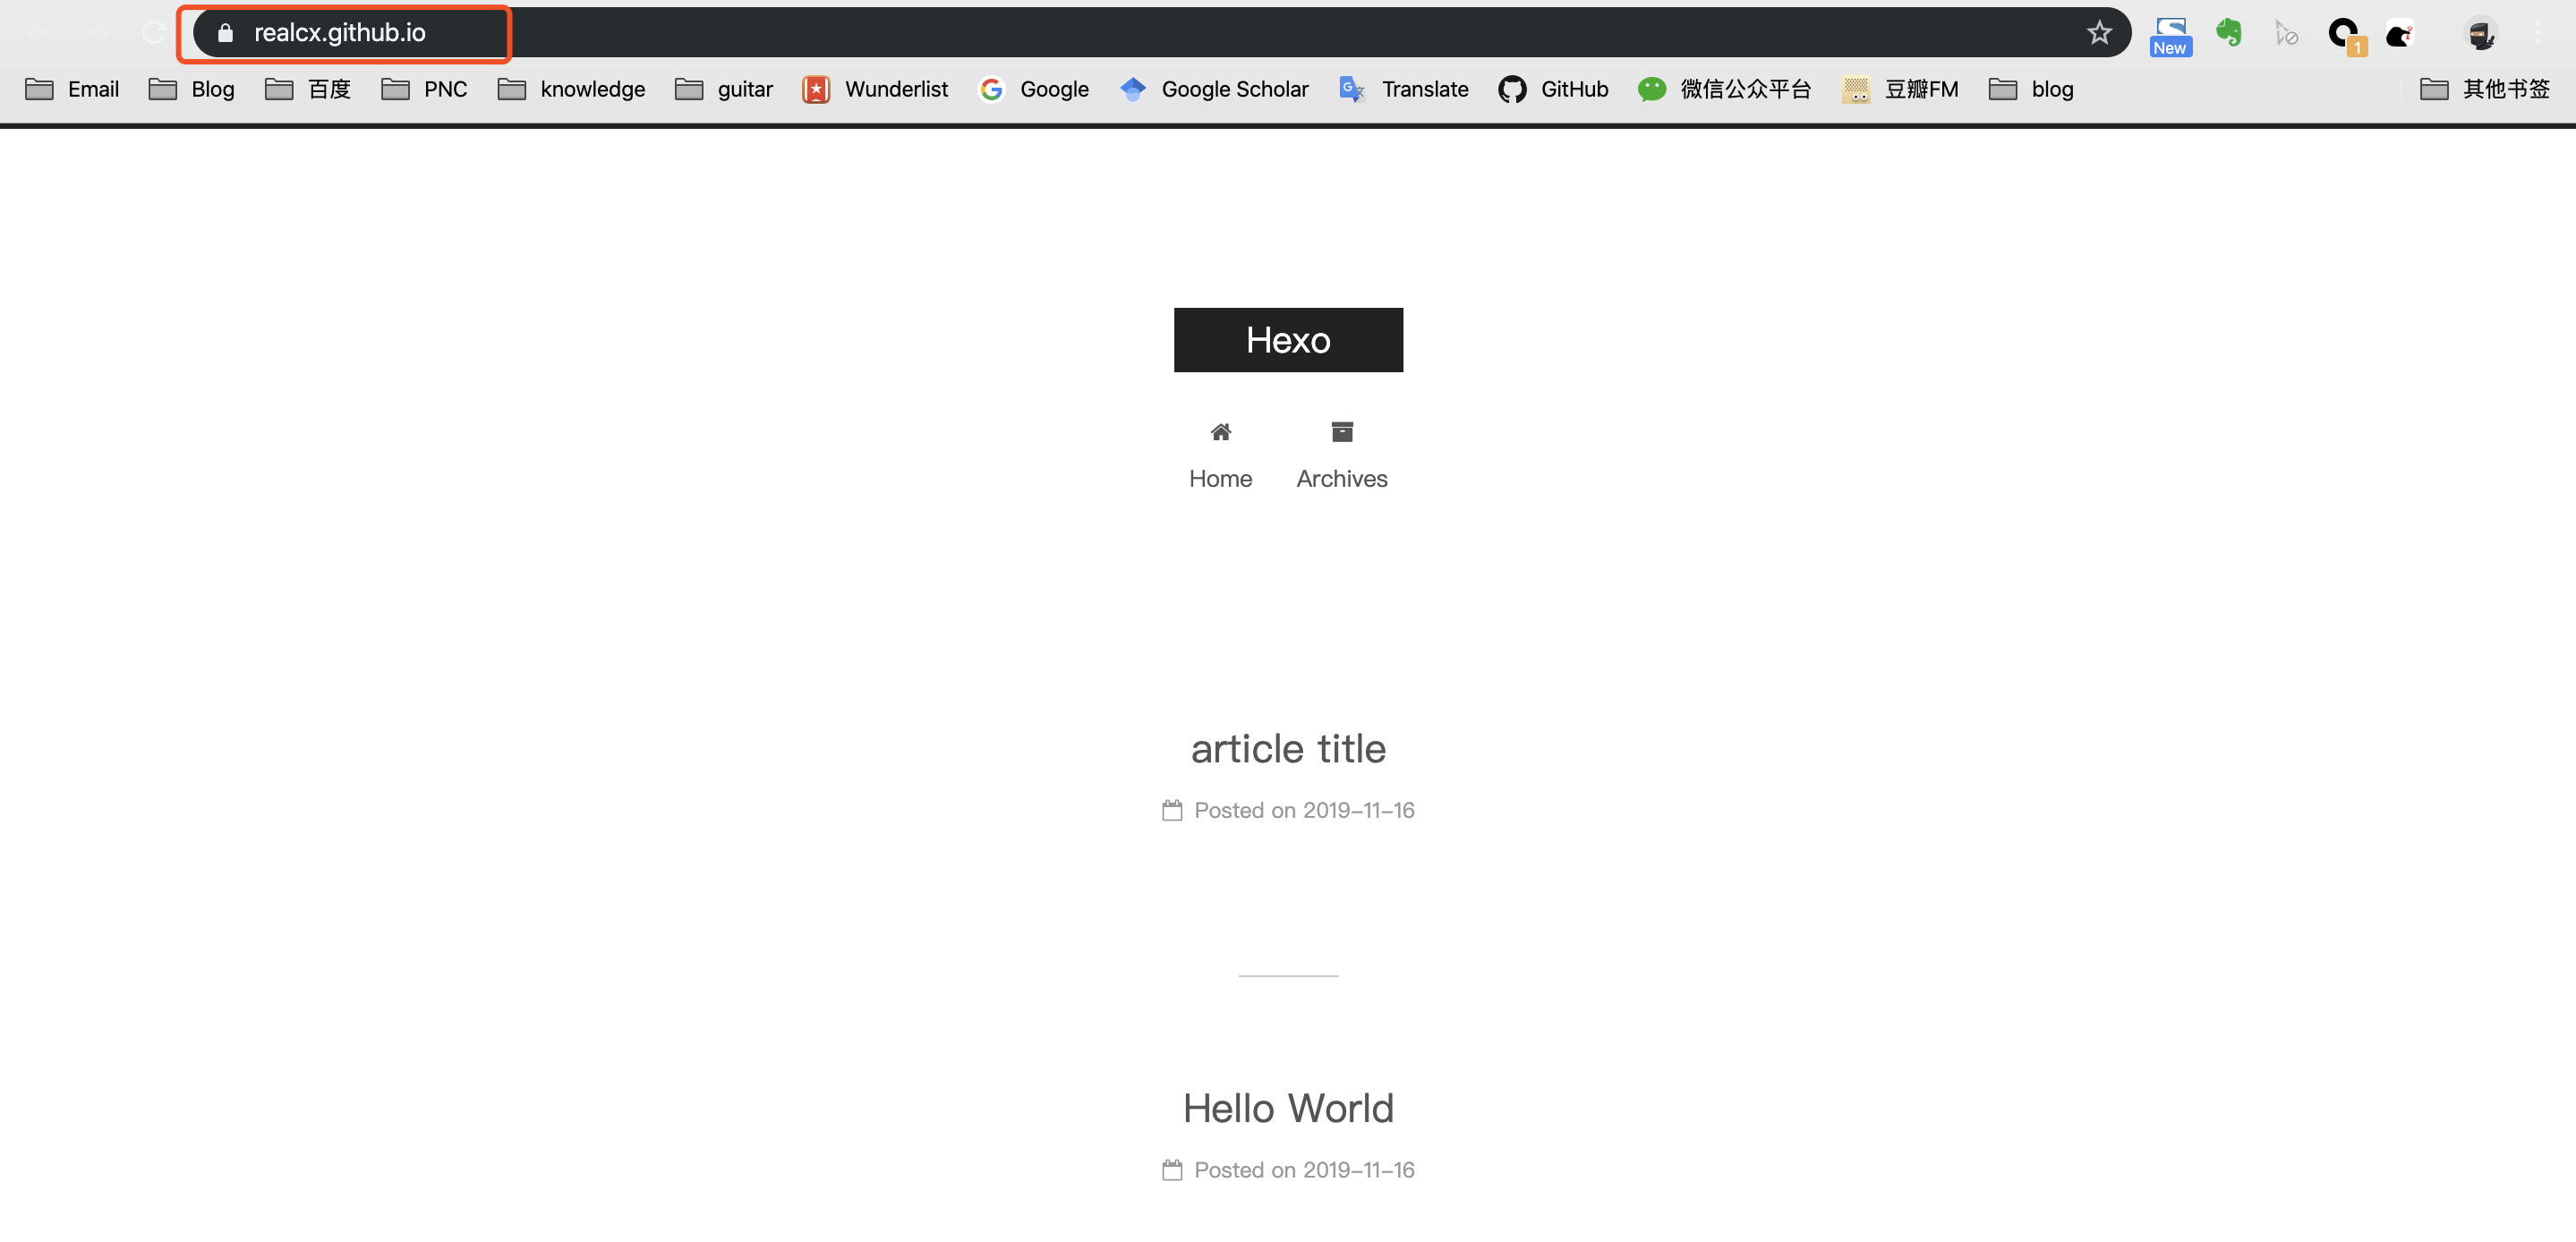 realcx.github.io
New
1
Email Blog 百度 PNC knowledge guitar Wunderlist Google Google Scholar Translate GitHub 微信公众平台 豆瓣FM blog 其他书签
Hexo
Home Archives
article title
Posted on 2019-11-16
Hello World
Posted on 2019-11-16